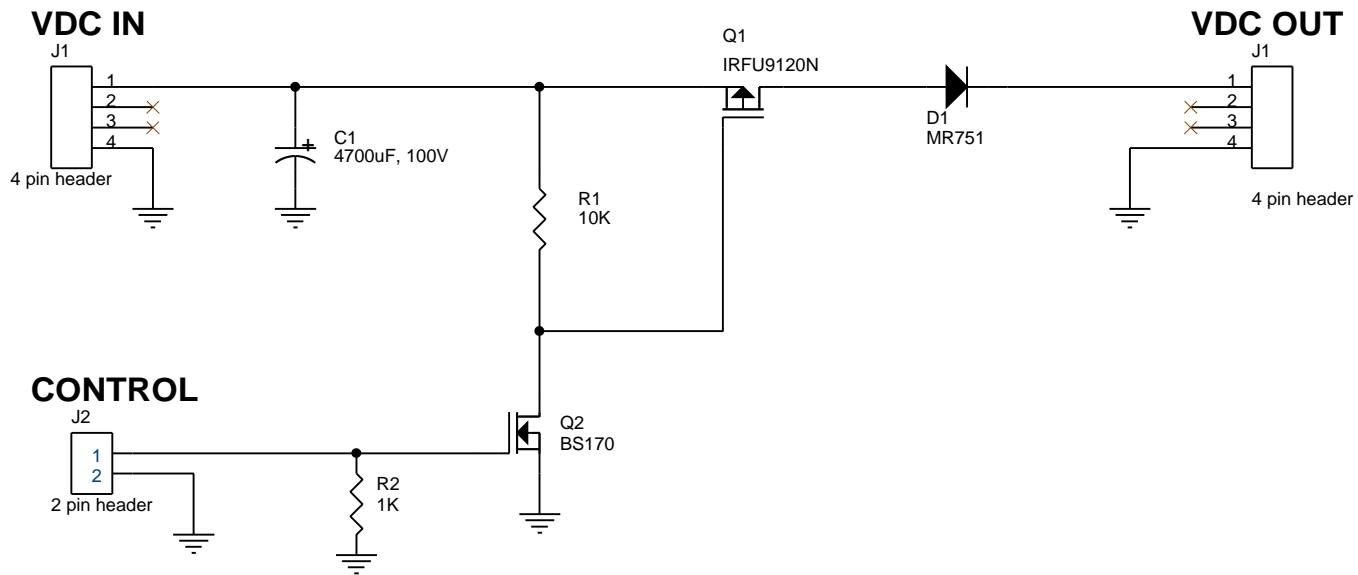 VDC IN
J1
1
2
3
4
4 pin header
C1
4700uF, 100V
R1
10K
Q1
IRFU9120N
D1
MR751
VDC OUT
J1
1
2
3
4
4 pin header
CONTROL
J2
1
2
2 pin header
R2
1K
Q2
BS170